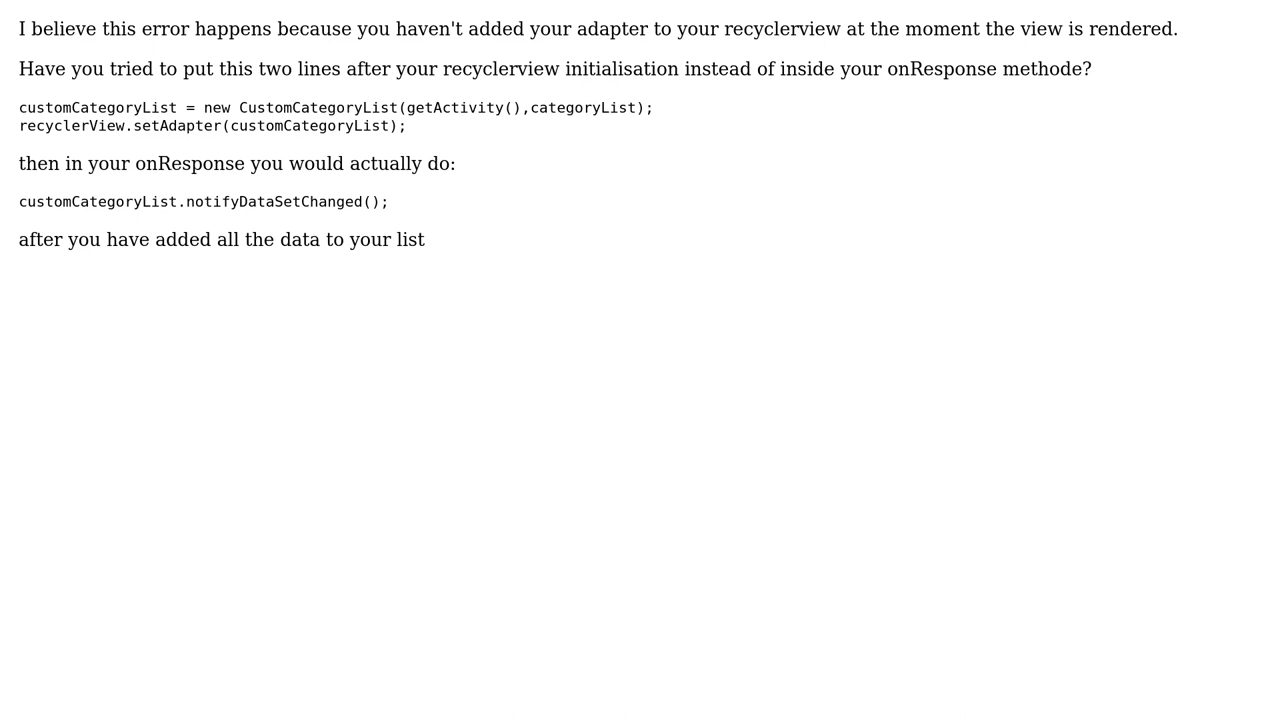 I believe this error happens because you haven't added your adapter to your recyclerview at the moment the view is rendered.
Have you tried to put this two lines after your recyclerview initialisation instead of inside your onResponse methode?
customCategoryList = new CustomCategoryList(getActivity(),categoryList);
recyclerView.setAdapter(customCategoryList);
then in your onResponse you would actually do:
customCategoryList.notifyDataSetChanged();
after you have added all the data to your list